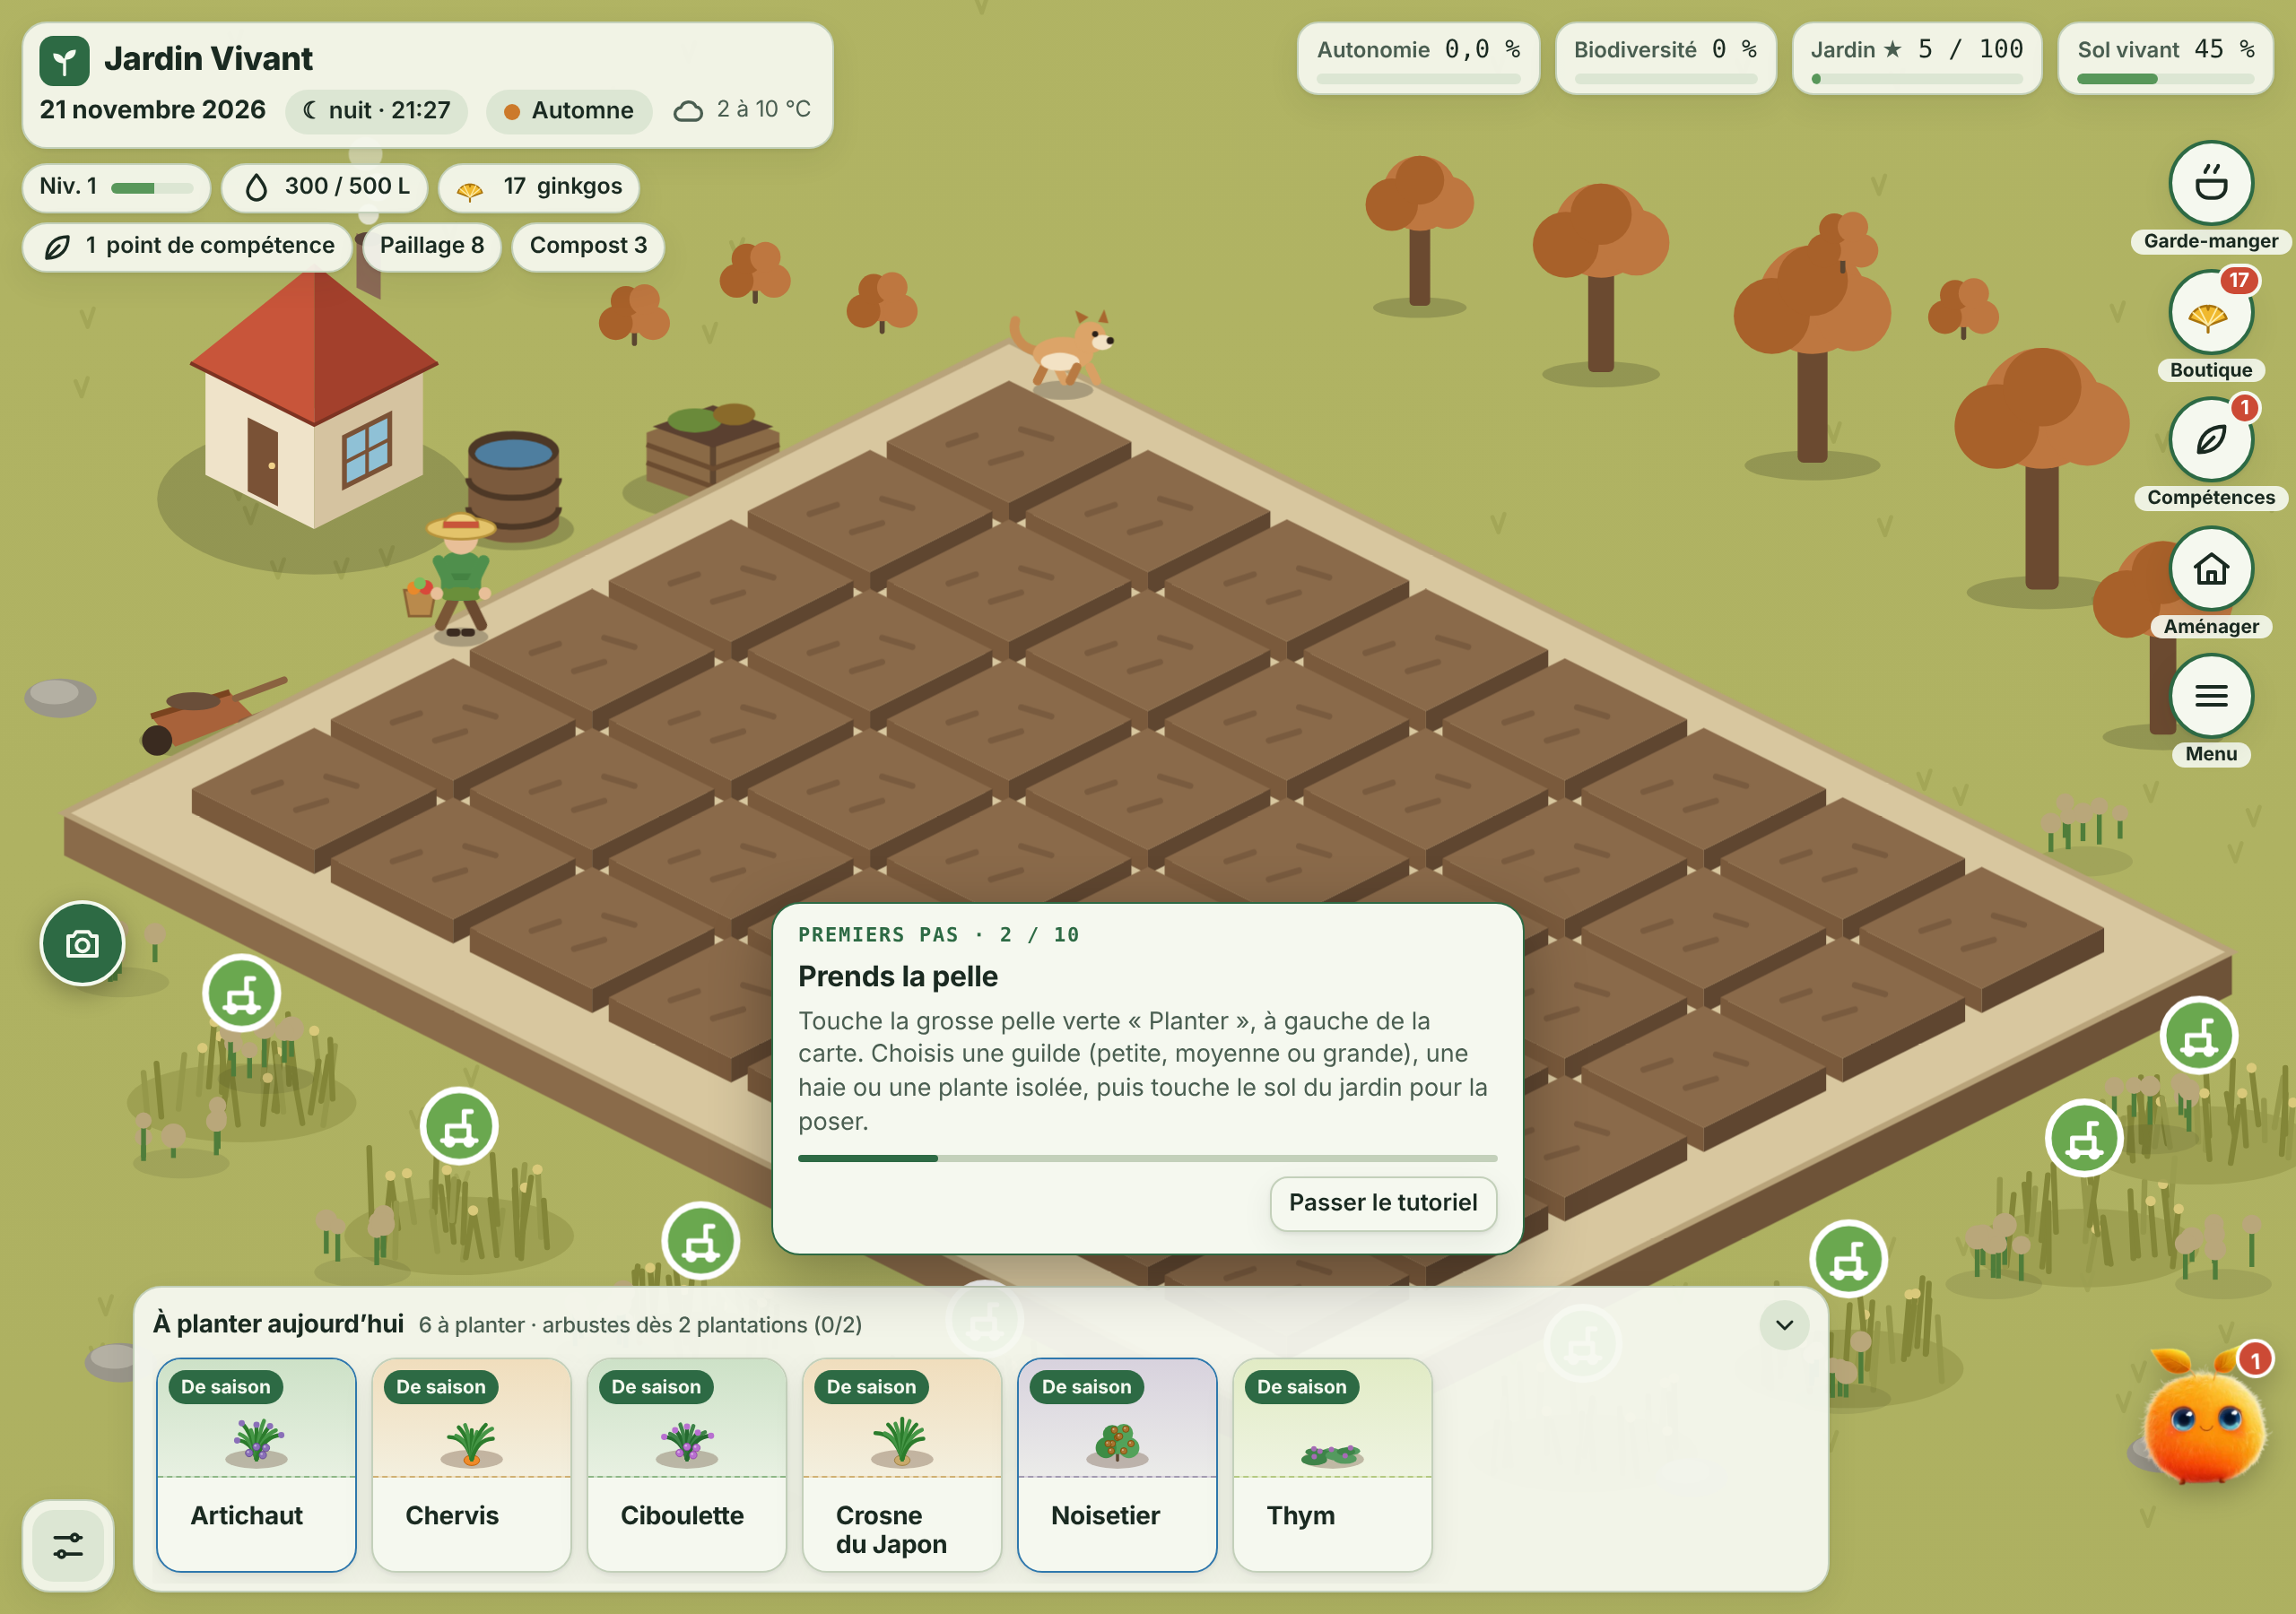 Jardin Vivant
21 novembre 2026 nuit · 21:27 Automne 2 à 10 °C
Autonomie 0,0 %
Biodiversité 0 %
Jardin ★ 5 / 100
Sol vivant 45 %
Niv. 1
300 / 500 L
17 ginkgos
1 point de compétence
Paillage 8
Compost 3
Garde-manger
17
Boutique
1
Compétences
Aménager
Menu
PREMIERS PAS · 2 / 10
Prends la pelle
Touche la grosse pelle verte « Planter », à gauche de la
carte. Choisis une guilde (petite, moyenne ou grande), une
haie ou une plante isolée, puis touche le sol du jardin pour la
poser.
Passer le tutoriel
À planter aujourd’hui 6 à planter · arbustes dès 2 plantations (0/2)
De saison
Artichaut
De saison
Chervis
De saison
Ciboulette
De saison
Crosne
du Japon
De saison
Noisetier
De saison
Thym
1